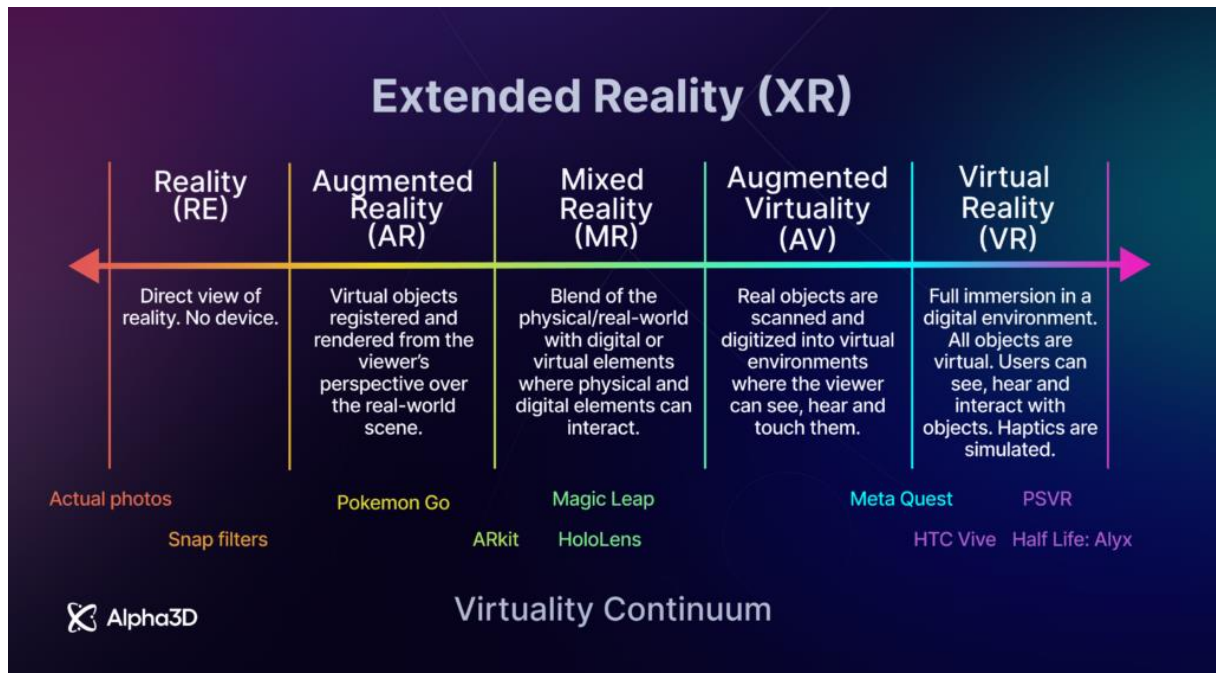 Extended Reality (XR)
Reality
(RE)
Direct view of
reality. No device.
Augmented
Reality
(AR)
Virtual objects
registered and
rendered from the
viewer's
perspective over
the real-world
scene.
Mixed
Reality
(MR)
Blend of the
physical/real-world
with digital or
virtual elements
where physical and
digital elements can
interact.
Augmented
Virtuality
(AV)
Real objects are
scanned and
digitized into virtual
environments
where the viewer
can see, hear and
touch them.
Virtual
Reality
(VR)
Full immersion in a
digital environment.
All objects are
virtual. Users can
see, hear and
interact with
objects. Haptics are
simulated.
Actual photos
Pokemon Go
Magic Leap
Meta Quest
PSVR
Snap filters
ARkit
HoloLens
HTC Vive
Half Life: Alyx
Alpha3D
Virtuality Continuum